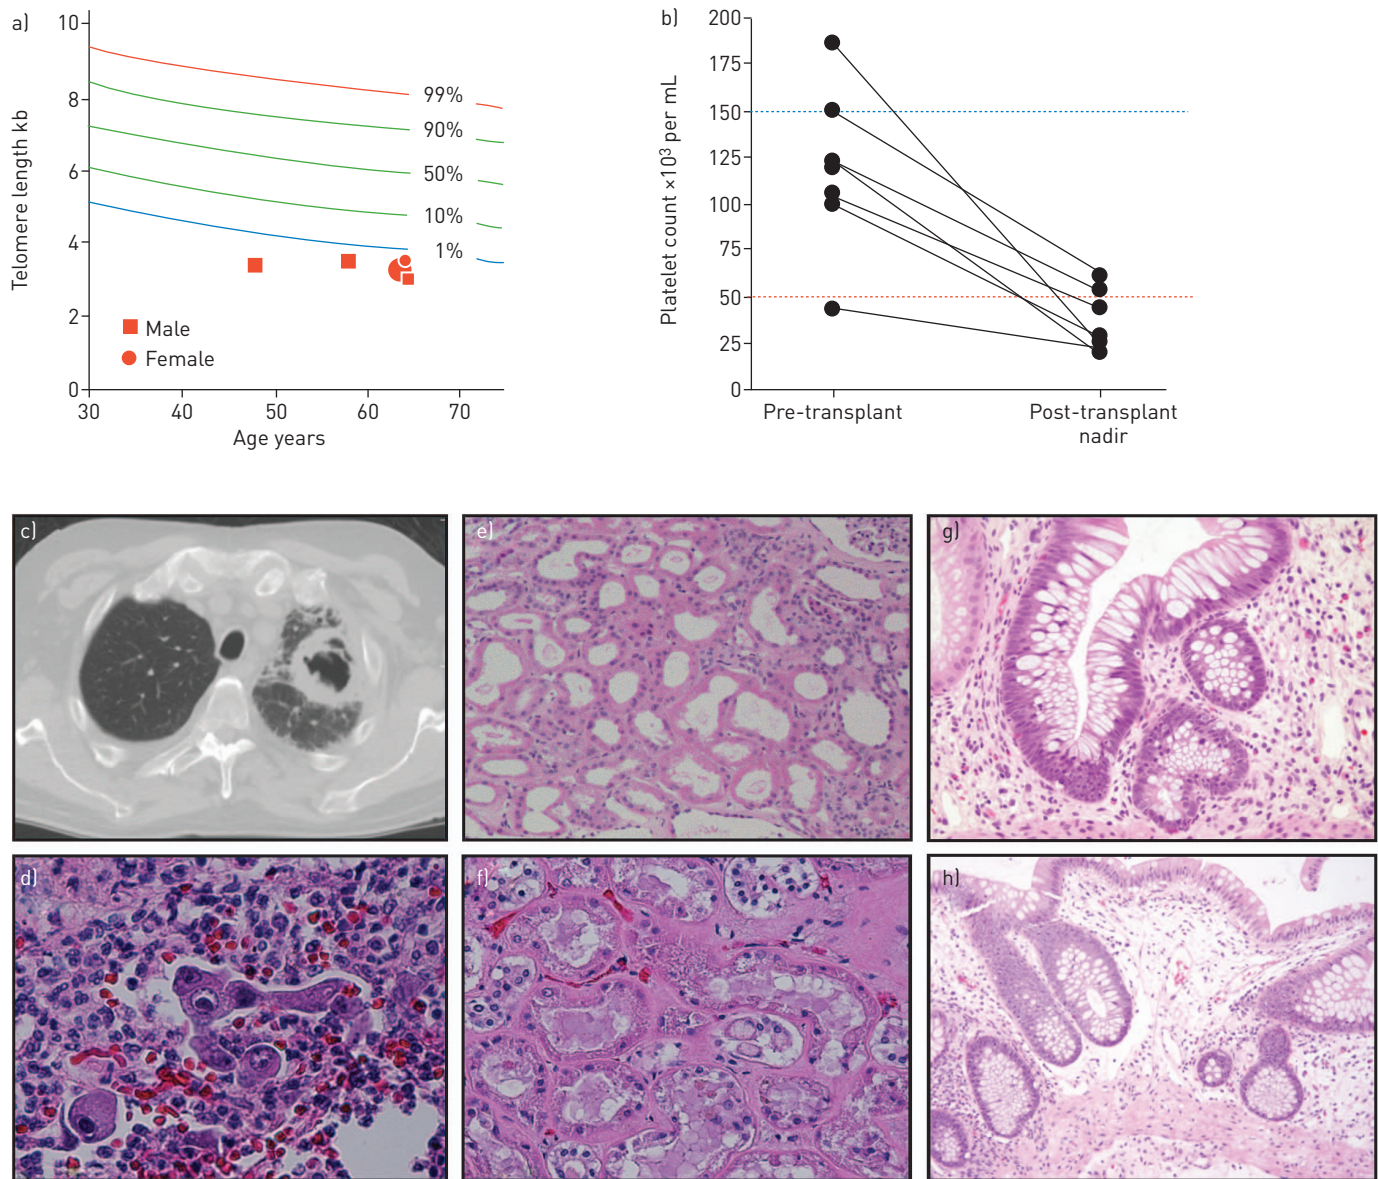 a)
10
8
6
4
2
0
Telomere length kb
99%
90%
50%
10%
1%
Male
Female
30 40 50 60 70
Age years
b)
200
175
150
125
100
75
50
25
0
Platelet count ×10³ per mL
Pre-transplant
Post-transplant
nadir
c)
e)
g)
d)
f)
h)